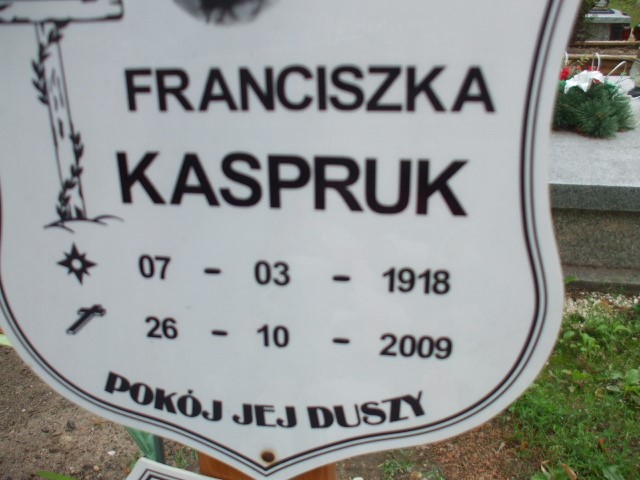 FRANCISZKA
KASPRUK
07 - 03 - 1918
26 - 10 - 2009
POKÓJ JEJ DUSZY